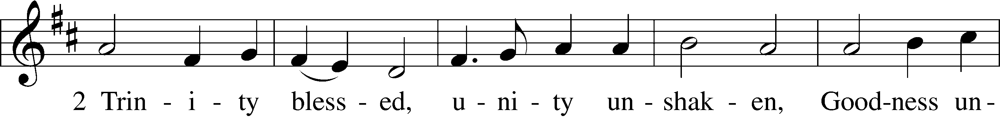 2 Trin - i - ty bless - ed, u - ni - ty un - shak - en, Good-ness un -